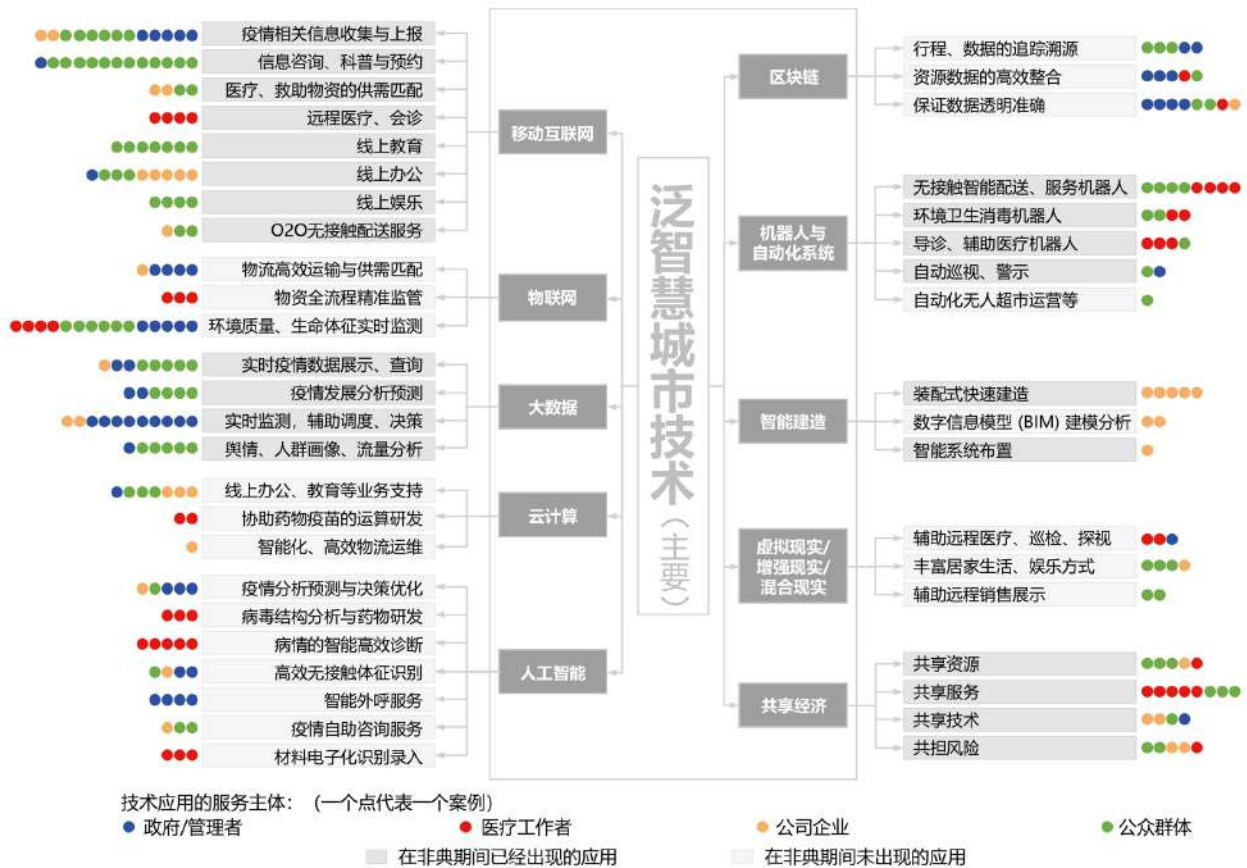 疫情相关信息收集与上报
信息咨询、科普与预约
医疗、救助物资的供需匹配
远程医疗、会诊
线上教育
线上办公
线上娱乐
O2O无接触配送服务
移动互联网
物流高效运输与供需匹配
物资全流程精准监管
环境质量、生命体征实时监测
物联网
实时疫情数据展示、查询
疫情发展分析预测
实时监测，辅助调度、决策
舆情、人群画像、流量分析
大数据
线上办公、教育等业务支持
协助药物疫苗的运算研发
智能化、高效物流运维
云计算
疫情分析预测与决策优化
病毒结构分析与药物研发
病情的智能高效诊断
高效无接触体征识别
智能外呼服务
疫情自助咨询服务
材料电子化识别录入
人工智能
泛智慧城市技术（主要）
区块链
行程、数据的追踪溯源
资源数据的高效整合
保证数据透明准确
机器人与
自动化系统
无接触智能配送、服务机器人
环境卫生消毒机器人
导诊、辅助医疗机器人
自动巡视、警示
自动化无人超市运营等
智能建造
装配式快速建造
数字信息模型 (BIM) 建模分析
智能系统布置
虚拟现实/
增强现实/
混合现实
辅助远程医疗、巡检、探视
丰富居家生活、娱乐方式
辅助远程销售展示
共享经济
共享资源
共享服务
共享技术
共担风险
技术应用的服务主体：（一个点代表一个案例）
政府/管理者
医疗工作者
公司企业
公众群体
在非典期间已经出现的应用
在非典期间未出现的应用